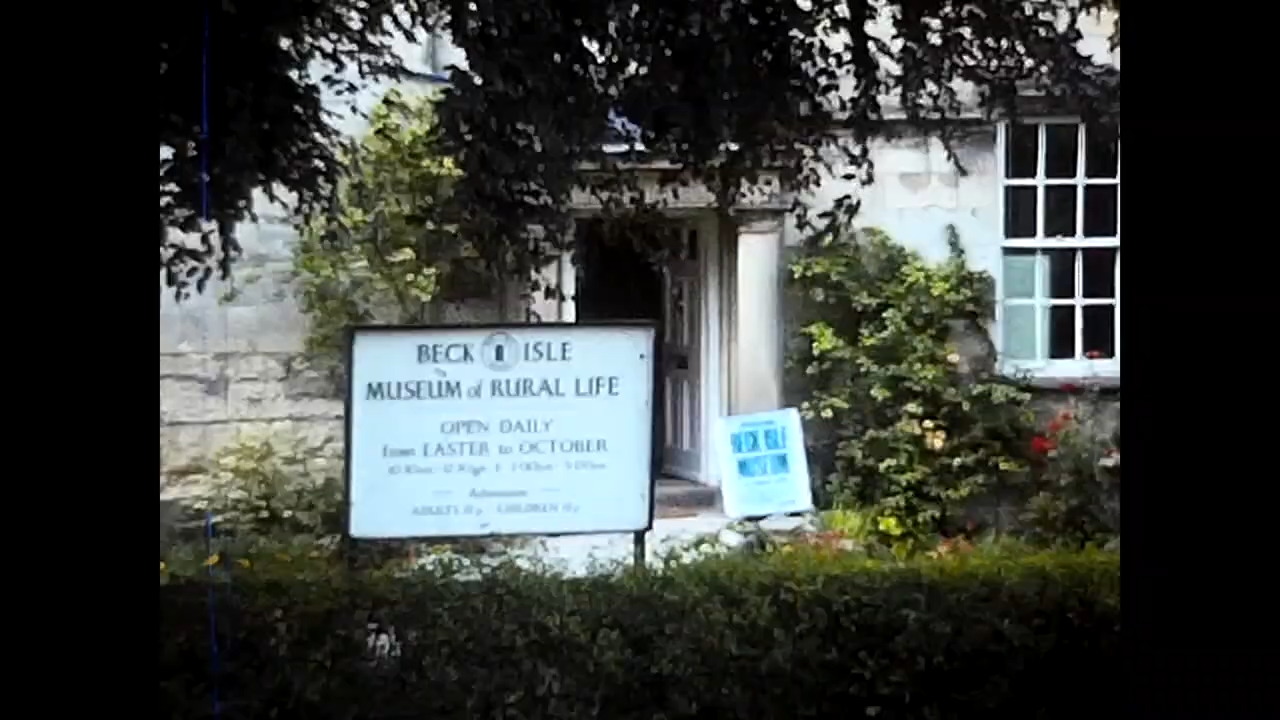 BECK ISLE
MUSEUM of RURAL LIFE
OPEN DAILY
from EASTER to OCTOBER
Admission
ADULTS CHILDREN
BECK ISLE
MUSEUM